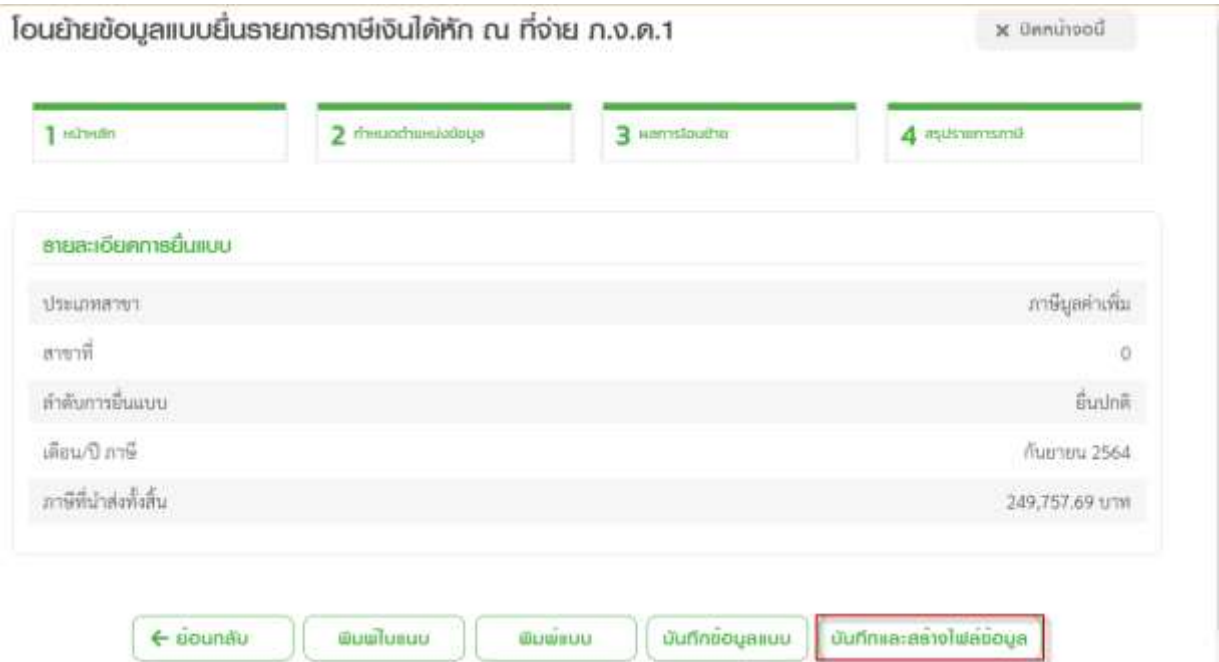 โอนย้ายข้อมูลแบบยื่นรายการภาษีเงินได้หัก ณ ที่จ่าย ภ.ง.ด.1
× ปิดหน้าจอนี้
1 หน้าหลัก
2 กำหนดตำแหน่งข้อมูล
3 ผลการโอนย้าย
4 สรุปรายการภาษี
รายละเอียดการยื่นแบบ
ประเภทสาขา ภาษีมูลค่าเพิ่ม
สาขาที่ 0
ลำดับการยื่นแบบ ยื่นปกติ
เดือน/ปี ภาษี กันยายน 2564
ภาษีที่นำส่งทั้งสิ้น 249,757.69 บาท
← ย้อนกลับ
พิมพ์ใบแนบ
พิมพ์แบบ
บันทึกข้อมูลแบบ
บันทึกและสร้างไฟล์ข้อมูล